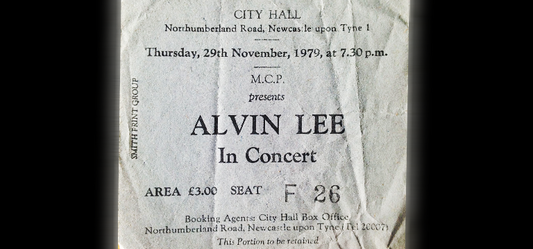 CITY HALL
Northumberland Road, Newcastle upon Tyne 1
Thursday, 29th November, 1979, at 7.30 p.m.
M.C.P.
presents
ALVIN LEE
In Concert
AREA £3.00 SEAT F 26
Booking Agents: City Hall Box Office,
Northumberland Road, Newcastle upon Tyne (Tel 20007)
This Portion to be retained
SMITH PRINT GROUP